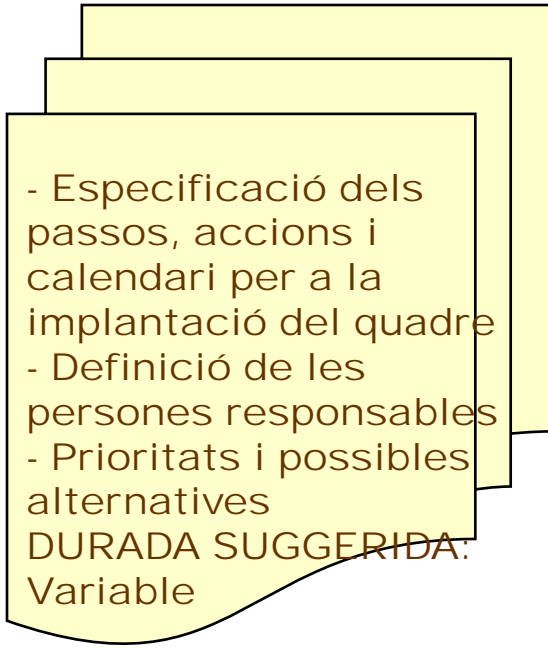 - Especificació dels
passos, accions i
calendari per a la
implantació del quadre
- Definició de les
persones responsables
- Prioritats i possibles
alternatives
DURADA SUGGERIDA:
Variable